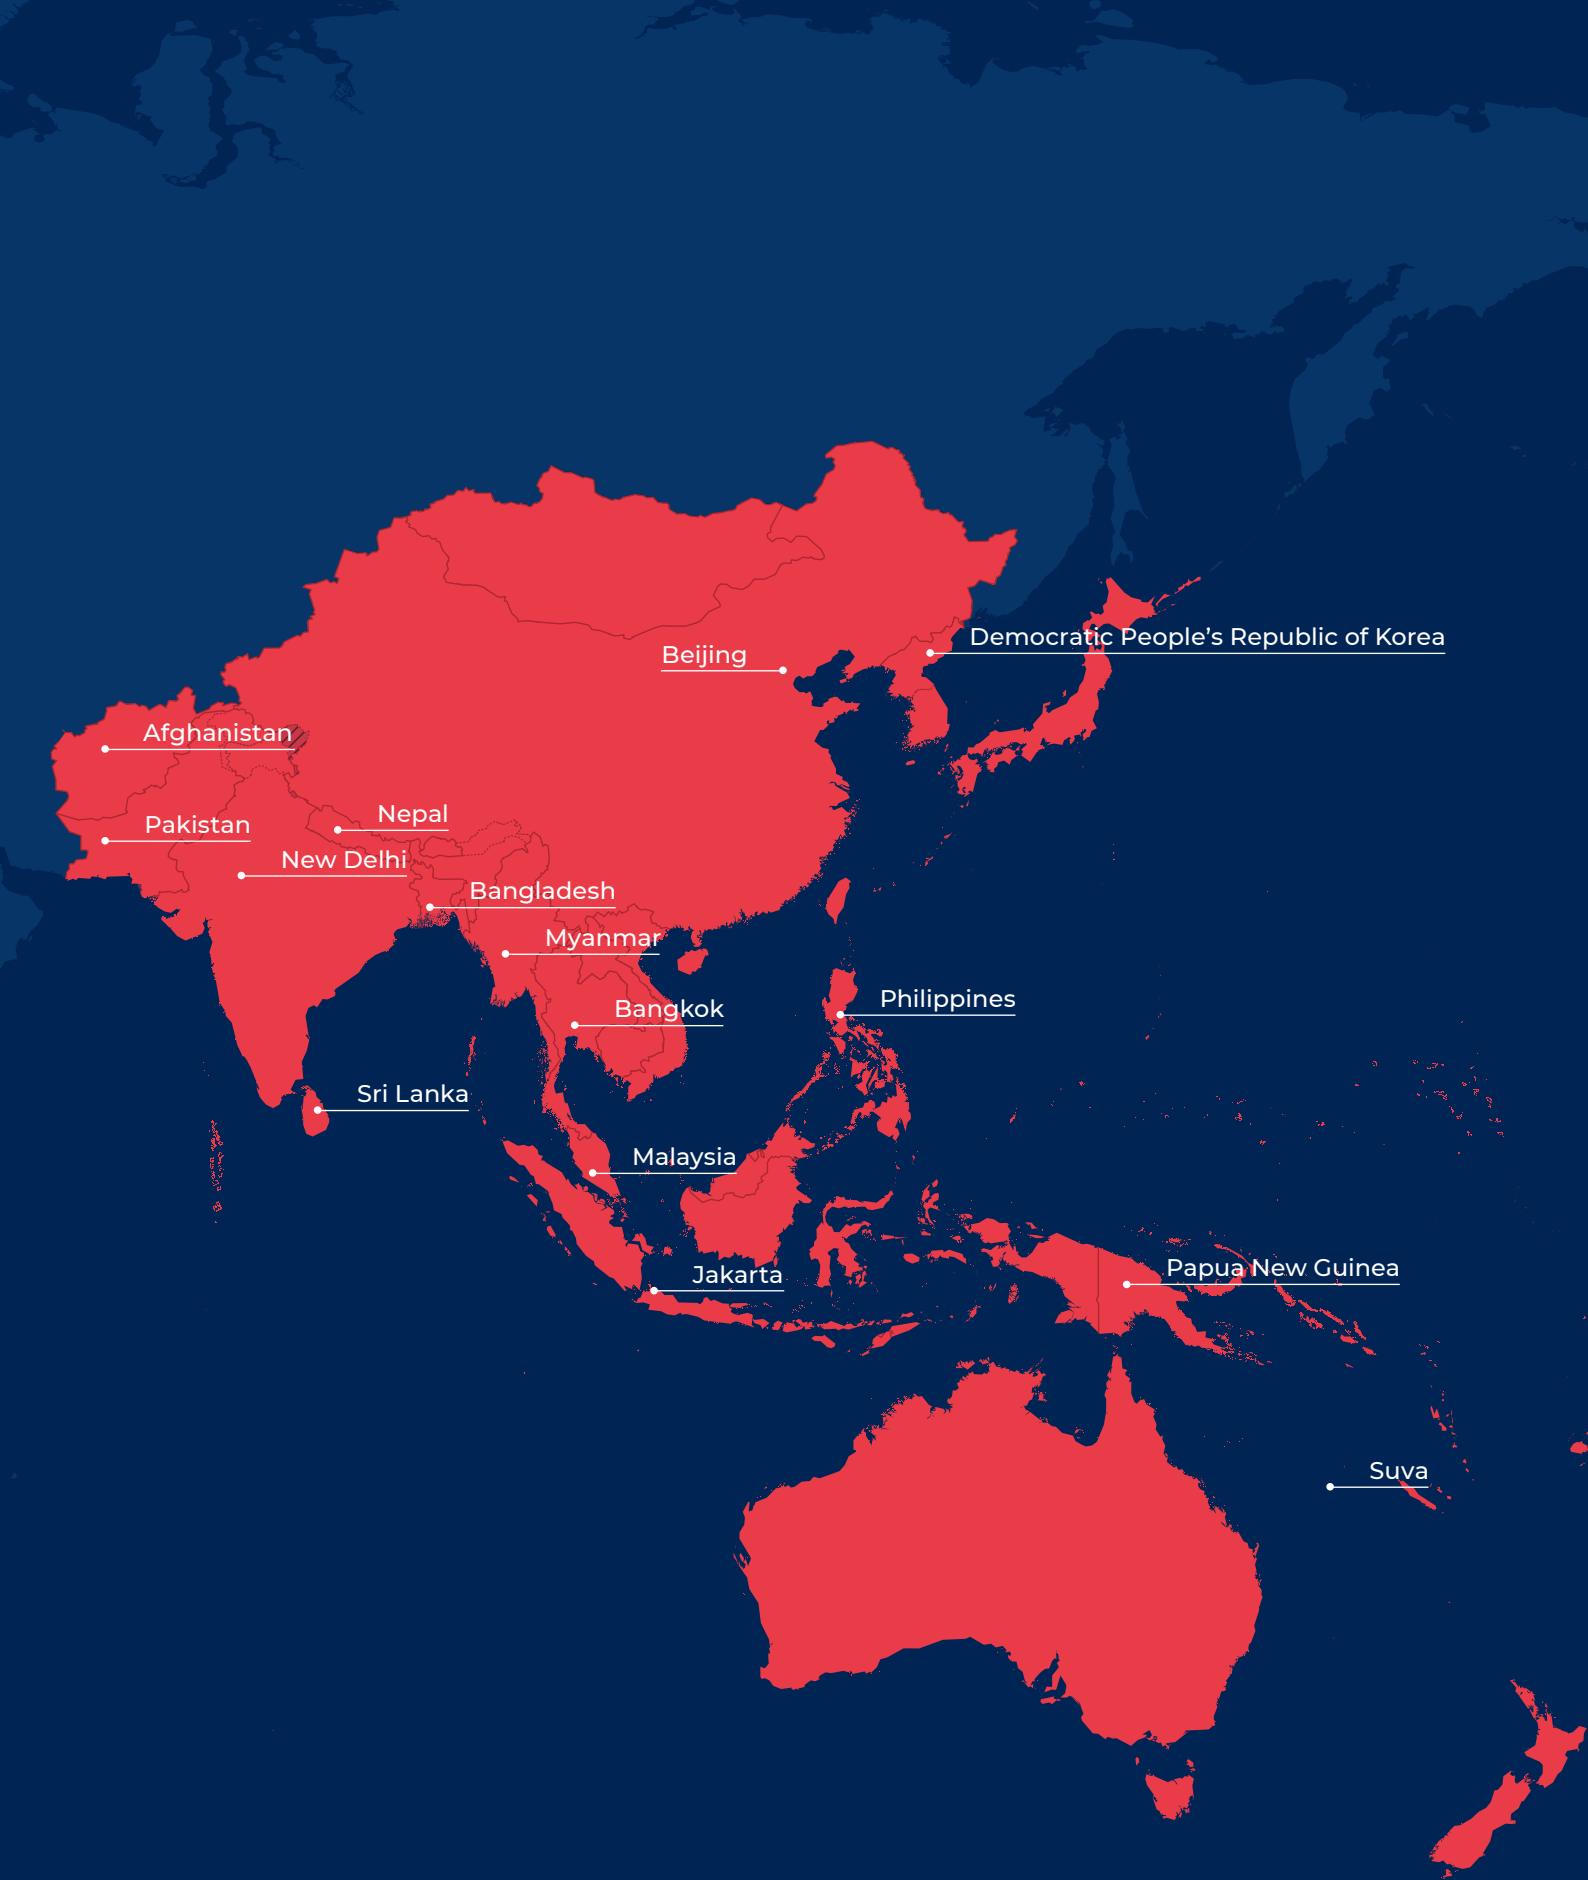 Democratic People’s Republic of Korea
Beijing
Afghanistan
Nepal
Pakistan
New Delhi
Bangladesh
Myanmar
Philippines
Bangkok
Sri Lanka
Malaysia
Papua New Guinea
Jakarta
Suva